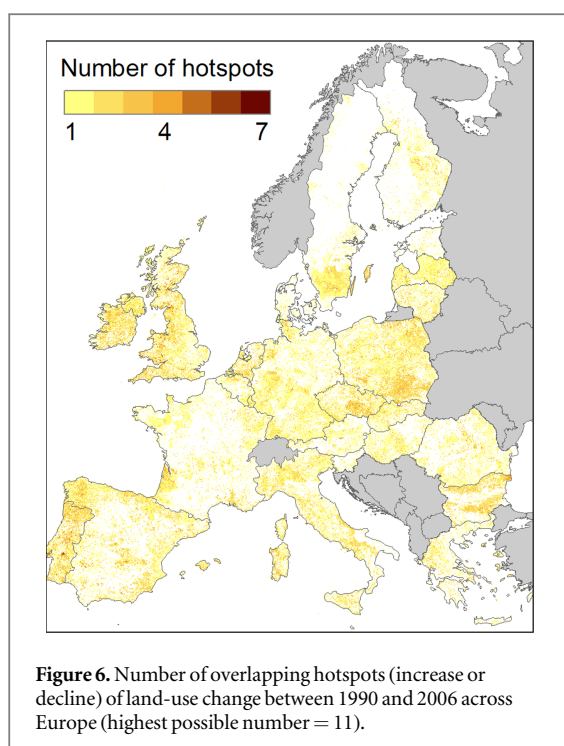 Number of hotspots
1 4 7
Figure 6. Number of overlapping hotspots (increase or
decline) of land-use change between 1990 and 2006 across
Europe (highest possible number = 11).